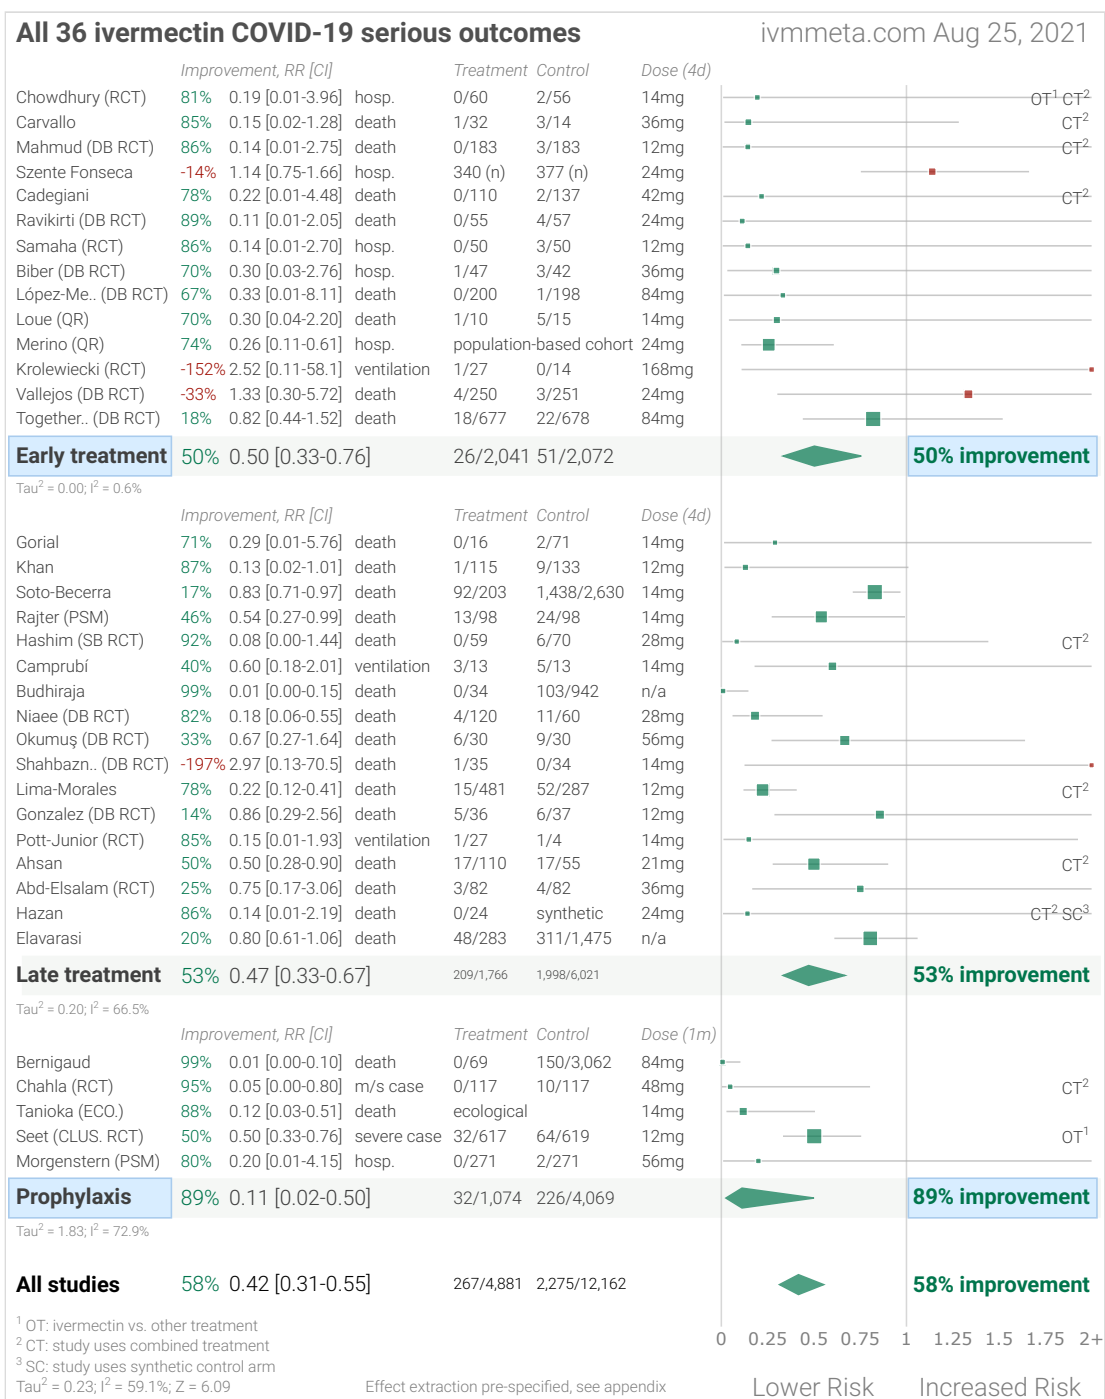 All 36 ivermectin COVID-19 serious outcomes ivmmeta.com Aug 25, 2021
Improvement, RR [CI] Treatment Control Dose (4d)
Chowdhury (RCT) 81% 0.19 [0.01-3.96] hosp. 0/60 2/56 14mg OT¹ CT²
Carvallo 85% 0.15 [0.02-1.28] death 1/32 3/14 36mg CT²
Mahmud (DB RCT) 86% 0.14 [0.01-2.75] death 0/183 3/183 12mg CT²
Szente Fonseca -14% 1.14 [0.75-1.66] hosp. 340 (n) 377 (n) 24mg
Cadegiani 78% 0.22 [0.01-4.48] death 0/110 2/137 42mg CT²
Ravikirti (DB RCT) 89% 0.11 [0.01-2.05] death 0/55 4/57 24mg
Samaha (RCT) 86% 0.14 [0.01-2.70] hosp. 0/50 3/50 12mg
Biber (DB RCT) 70% 0.30 [0.03-2.76] hosp. 1/47 3/42 36mg
López-Me.. (DB RCT) 67% 0.33 [0.01-8.11] death 0/200 1/198 84mg
Loue (QR) 70% 0.30 [0.04-2.20] death 1/10 5/15 14mg
Merino (QR) 74% 0.26 [0.11-0.61] hosp. population-based cohort 24mg
Krolewiecki (RCT) -152% 2.52 [0.11-58.1] ventilation 1/27 0/14 168mg
Vallejos (DB RCT) -33% 1.33 [0.30-5.72] death 4/250 3/251 24mg
Together.. (DB RCT) 18% 0.82 [0.44-1.52] death 18/677 22/678 84mg
Early treatment 50% 0.50 [0.33-0.76] 26/2,041 51/2,072 50% improvement
Tau² = 0.00; I² = 0.6%
Improvement, RR [CI] Treatment Control Dose (4d)
Gorial 71% 0.29 [0.01-5.76] death 0/16 2/71 14mg
Khan 87% 0.13 [0.02-1.01] death 1/115 9/133 12mg
Soto-Becerra 17% 0.83 [0.71-0.97] death 92/203 1,438/2,630 14mg
Rajter (PSM) 46% 0.54 [0.27-0.99] death 13/98 24/98 14mg
Hashim (SB RCT) 92% 0.08 [0.00-1.44] death 0/59 6/70 28mg CT²
Camprubí 40% 0.60 [0.18-2.01] ventilation 3/13 5/13 14mg
Budhiraja 99% 0.01 [0.00-0.15] death 0/34 103/942 n/a
Niaee (DB RCT) 82% 0.18 [0.06-0.55] death 4/120 11/60 28mg
Okumuş (DB RCT) 33% 0.67 [0.27-1.64] death 6/30 9/30 56mg
Shahbazn.. (DB RCT) -197% 2.97 [0.13-70.5] death 1/35 0/34 14mg
Lima-Morales 78% 0.22 [0.12-0.41] death 15/481 52/287 12mg CT²
Gonzalez (DB RCT) 14% 0.86 [0.29-2.56] death 5/36 6/37 12mg
Pott-Junior (RCT) 85% 0.15 [0.01-1.93] ventilation 1/27 1/4 14mg
Ahsan 50% 0.50 [0.28-0.90] death 17/110 17/55 21mg CT²
Abd-Elsalam (RCT) 25% 0.75 [0.17-3.06] death 3/82 4/82 36mg
Hazan 86% 0.14 [0.01-2.19] death 0/24 synthetic 24mg CT² SC³
Elavarasi 20% 0.80 [0.61-1.06] death 48/283 311/1,475 n/a
Late treatment 53% 0.47 [0.33-0.67] 209/1,766 1,998/6,021 53% improvement
Tau² = 0.20; I² = 66.5%
Improvement, RR [CI] Treatment Control Dose (1m)
Bernigaud 99% 0.01 [0.00-0.10] death 0/69 150/3,062 84mg
Chahla (RCT) 95% 0.05 [0.00-0.80] m/s case 0/117 10/117 48mg CT²
Tanioka (ECO.) 88% 0.12 [0.03-0.51] death ecological 14mg
Seet (CLUS. RCT) 50% 0.50 [0.33-0.76] severe case 32/617 64/619 12mg OT¹
Morgenstern (PSM) 80% 0.20 [0.01-4.15] hosp. 0/271 2/271 56mg
Prophylaxis 89% 0.11 [0.02-0.50] 32/1,074 226/4,069 89% improvement
Tau² = 1.83; I² = 72.9%
All studies 58% 0.42 [0.31-0.55] 267/4,881 2,275/12,162 58% improvement
¹ OT: ivermectin vs. other treatment
² CT: study uses combined treatment
³ SC: study uses synthetic control arm
0 0.25 0.5 0.75 1 1.25 1.5 1.75 2+
Tau² = 0.23; I² = 59.1%; Z = 6.09 Effect extraction pre-specified, see appendix Lower Risk Increased Risk